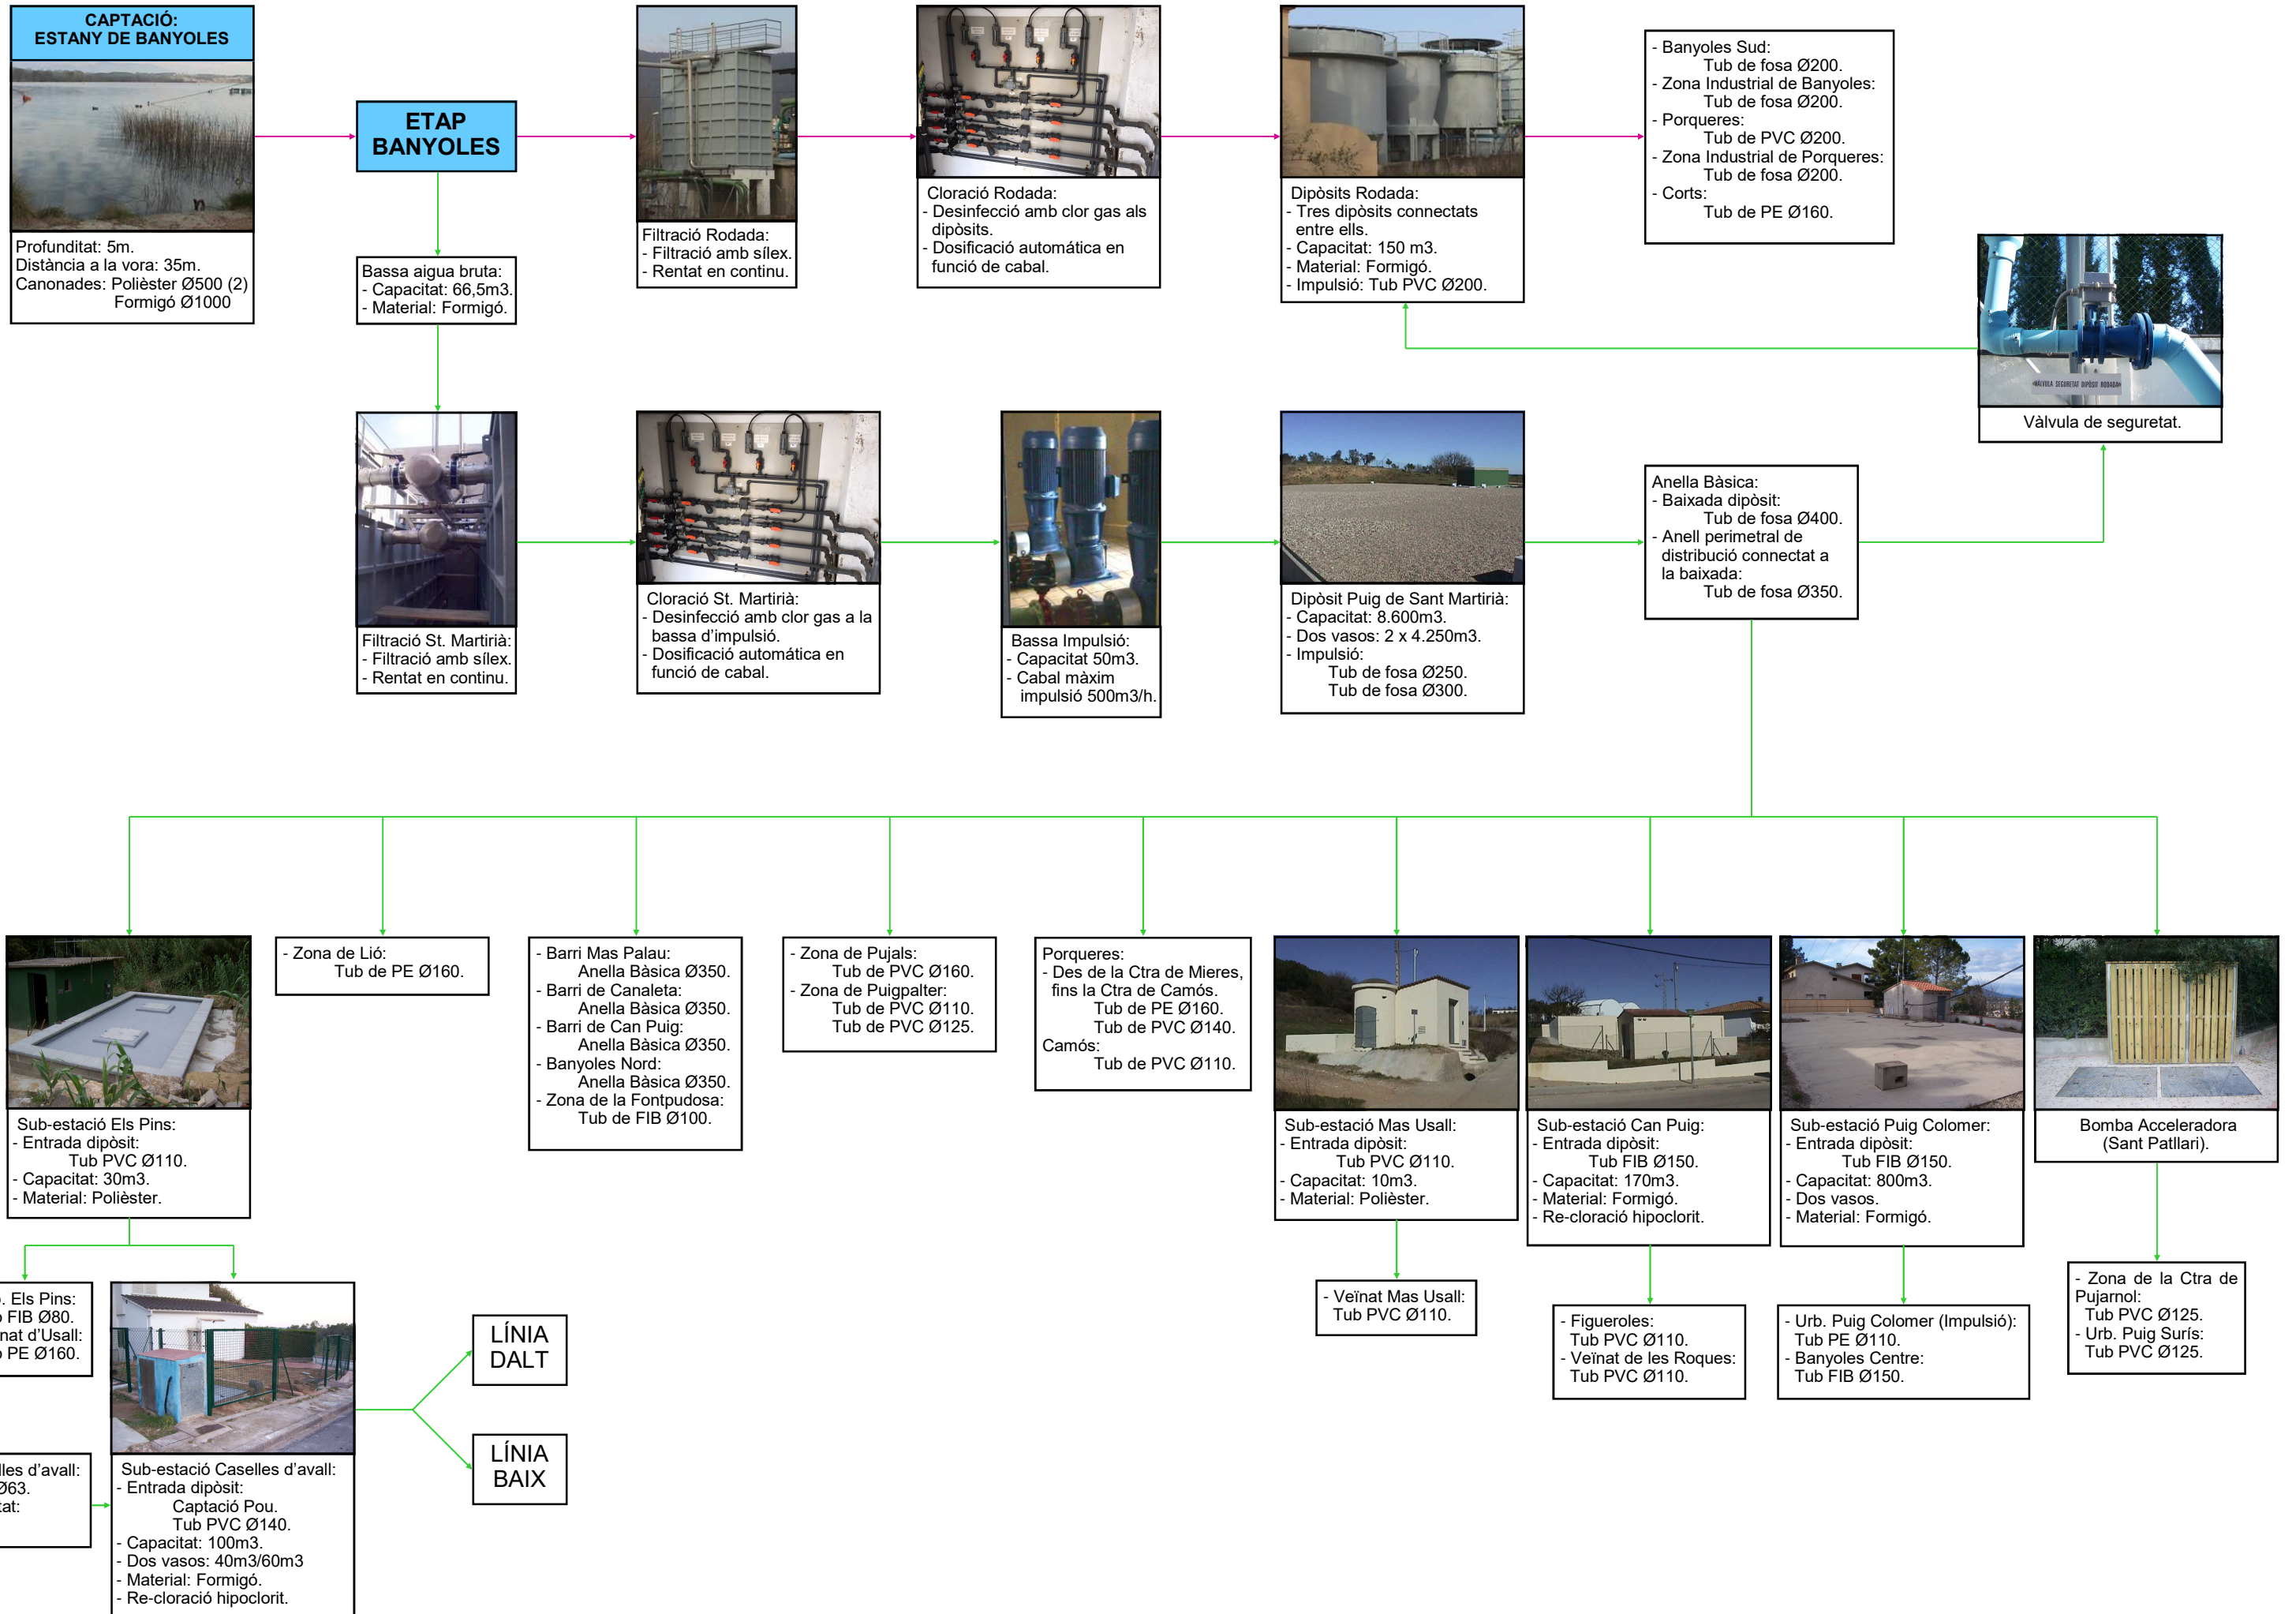 CAPTACIÓ:
ESTANY DE BANYOLES
Profunditat: 5m.
Distància a la vora: 35m.
Canonades: Polièster Ø500 (2)
Formigó Ø1000
ETAP
BANYOLES
Bassa aigua bruta:
- Capacitat: 66,5m3.
- Material: Formigó.
Filtració Rodada:
- Filtració amb sílex.
- Rentat en continu.
Cloració Rodada:
- Desinfecció amb clor gas als
dipòsits.
- Dosificació automática en
funció de cabal.
Dipòsits Rodada:
- Tres dipòsits connectats
entre ells.
- Capacitat: 150 m3.
- Material: Formigó.
- Impulsió: Tub PVC Ø200.
- Banyoles Sud:
Tub de fosa Ø200.
- Zona Industrial de Banyoles:
Tub de fosa Ø200.
- Porqueres:
Tub de PVC Ø200.
- Zona Industrial de Porqueres:
Tub de fosa Ø200.
- Corts:
Tub de PE Ø160.
VÀLVULA SEGURETAT DIPÒSIT RODADA
Vàlvula de seguretat.
Filtració St. Martirià:
- Filtració amb sílex.
- Rentat en continu.
Cloració St. Martirià:
- Desinfecció amb clor gas a la
bassa d’impulsió.
- Dosificació automática en
funció de cabal.
Bassa Impulsió:
- Capacitat 50m3.
- Cabal màxim
impulsió 500m3/h.
Dipòsit Puig de Sant Martirià:
- Capacitat: 8.600m3.
- Dos vasos: 2 x 4.250m3.
- Impulsió:
Tub de fosa Ø250.
Tub de fosa Ø300.
Anella Bàsica:
- Baixada dipòsit:
Tub de fosa Ø400.
- Anell perimetral de
distribució connectat a
la baixada:
Tub de fosa Ø350.
Sub-estació Els Pins:
- Entrada dipòsit:
Tub PVC Ø110.
- Capacitat: 30m3.
- Material: Polièster.
- Zona de Lió:
Tub de PE Ø160.
- Barri Mas Palau:
Anella Bàsica Ø350.
- Barri de Canaleta:
Anella Bàsica Ø350.
- Barri de Can Puig:
Anella Bàsica Ø350.
- Banyoles Nord:
Anella Bàsica Ø350.
- Zona de la Fontpudosa:
Tub de FIB Ø100.
- Zona de Pujals:
Tub de PVC Ø160.
- Zona de Puigpalter:
Tub de PVC Ø110.
Tub de PVC Ø125.
Porqueres:
- Des de la Ctra de Mieres,
fins la Ctra de Camós.
Tub de PE Ø160.
Tub de PVC Ø140.
Camós:
Tub de PVC Ø110.
Sub-estació Mas Usall:
- Entrada dipòsit:
Tub PVC Ø110.
- Capacitat: 10m3.
- Material: Polièster.
Sub-estació Can Puig:
- Entrada dipòsit:
Tub FIB Ø150.
- Capacitat: 170m3.
- Material: Formigó.
- Re-cloració hipoclorit.
Sub-estació Puig Colomer:
- Entrada dipòsit:
Tub FIB Ø150.
- Capacitat: 800m3.
- Dos vasos.
- Material: Formigó.
Bomba Acceleradora
(Sant Patllari).
. Els Pins:
FIB Ø80.
nat d’Usall:
PE Ø160.
LÍNIA
DALT
LÍNIA
BAIX
- Veïnat Mas Usall:
Tub PVC Ø110.
- Figueroles:
Tub PVC Ø110.
- Veïnat de les Roques:
Tub PVC Ø110.
- Urb. Puig Colomer (Impulsió):
Tub PE Ø110.
- Banyoles Centre:
Tub FIB Ø150.
- Zona de la Ctra de
Pujarnol:
Tub PVC Ø125.
- Urb. Puig Surís:
Tub PVC Ø125.
lles d’avall:
Ø63.
tat:
Sub-estació Caselles d’avall:
- Entrada dipòsit:
Captació Pou.
Tub PVC Ø140.
- Capacitat: 100m3.
- Dos vasos: 40m3/60m3
- Material: Formigó.
- Re-cloració hipoclorit.